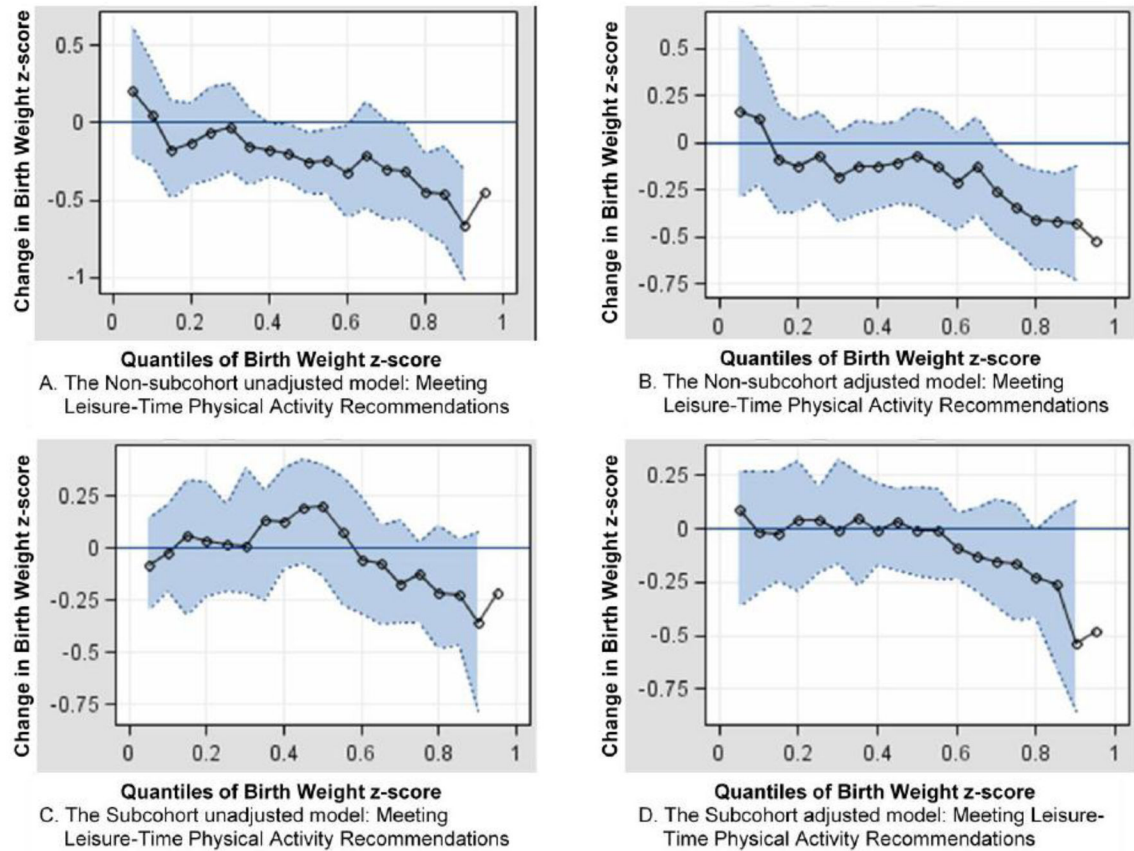 Change in Birth Weight z-score
0.5
0
-0.5
-1
0 0.2 0.4 0.6 0.8 1
Quantiles of Birth Weight z-score
A. The Non-subcohort unadjusted model: Meeting
Leisure-Time Physical Activity Recommendations
Change in Birth Weight z-score
0.5
0.25
0
-0.25
-0.5
-0.75
0 0.2 0.4 0.6 0.8 1
Quantiles of Birth Weight z-score
B. The Non-subcohort adjusted model: Meeting
Leisure-Time Physical Activity Recommendations
Change in Birth Weight z-score
0.25
0
-0.25
-0.5
-0.75
0 0.2 0.4 0.6 0.8 1
Quantiles of Birth Weight z-score
C. The Subcohort unadjusted model: Meeting
Leisure-Time Physical Activity Recommendations
Change in Birth Weight z-score
0.25
0
-0.25
-0.5
-0.75
0 0.2 0.4 0.6 0.8 1
Quantiles of Birth Weight z-score
D. The Subcohort adjusted model: Meeting Leisure-
Time Physical Activity Recommendations